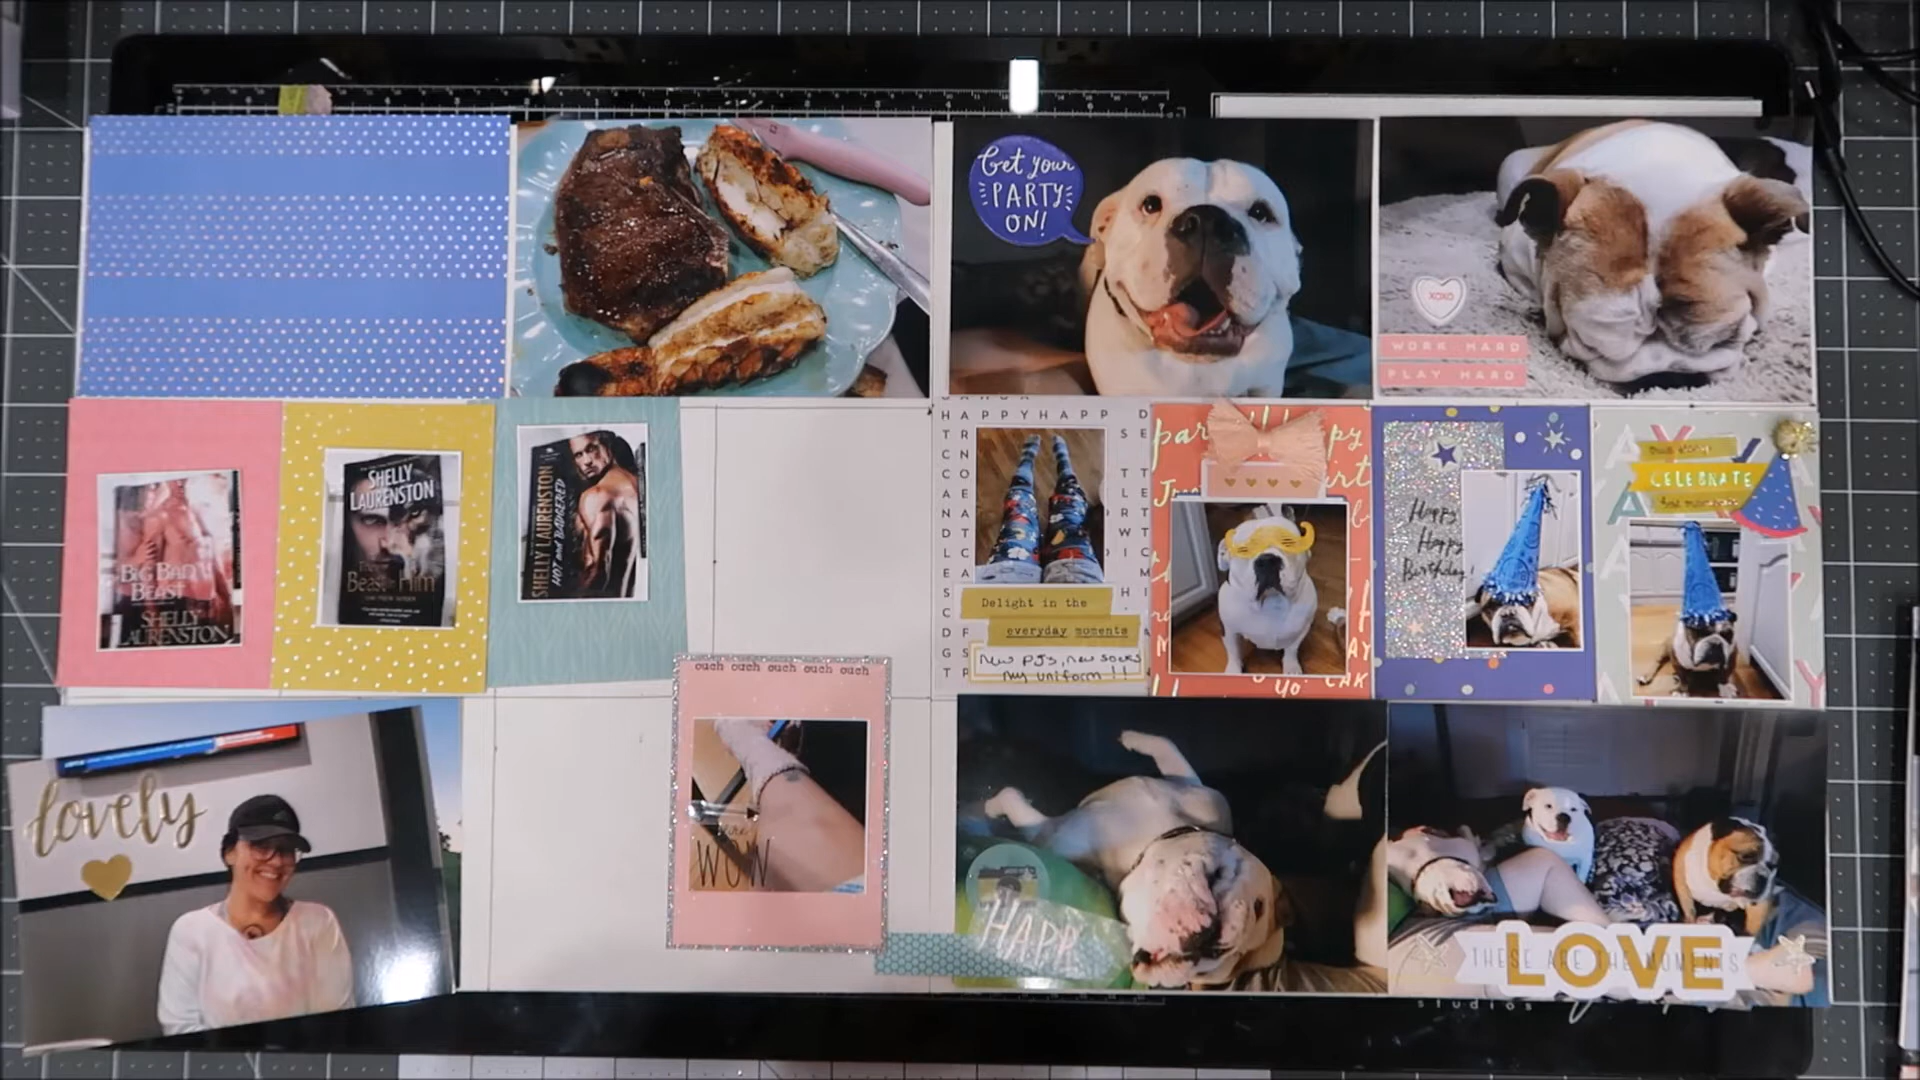 Get your
PARTY
ON!
XOXO
WORK HARD
PLAY HARD
BIG BAD
BEAST
SHELLY
LAURENSTON
SHELLY
LAURENSTON
Beast
Him
SHELLY LAURENSTON
HOT and BADGERED
HAPPYHAPP
Delight in the
everyday moments
New PJs, new socks
my uniform!!
Happy
Happy
Birthday!
CELEBRATE
ouch ouch ouch ouch ouch
WOW
lovely
HAPP
THESE ARE THE MOMENTS
LOVE
studios